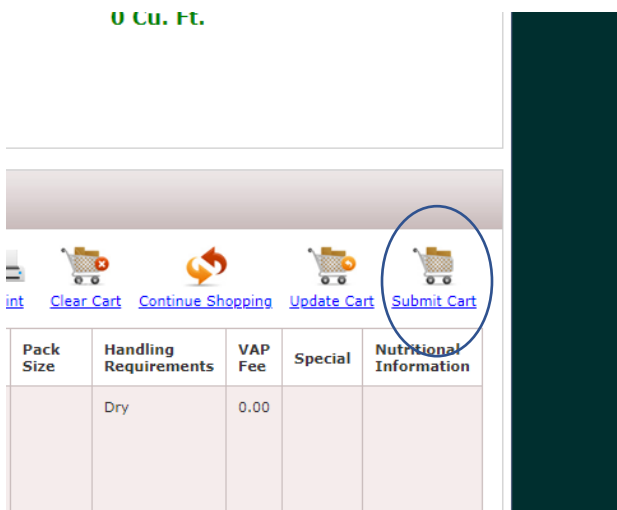 0 Cu. Ft.
int Clear Cart Continue Shopping Update Cart Submit Cart
Pack Size Handling Requirements VAP Fee Special Nutritional Information
Dry 0.00